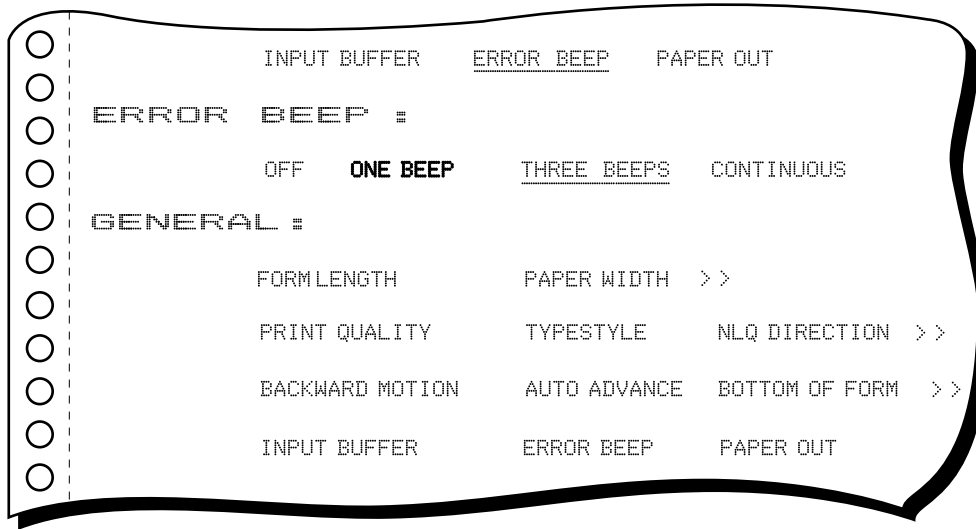 INPUT BUFFER ERROR BEEP PAPER OUT
ERROR BEEP :
OFF ONE BEEP THREE BEEPS CONTINUOUS
GENERAL :
FORM LENGTH PAPER WIDTH >>
PRINT QUALITY TYPESTYLE NLQ DIRECTION >>
BACKWARD MOTION AUTO ADVANCE BOTTOM OF FORM >>
INPUT BUFFER ERROR BEEP PAPER OUT